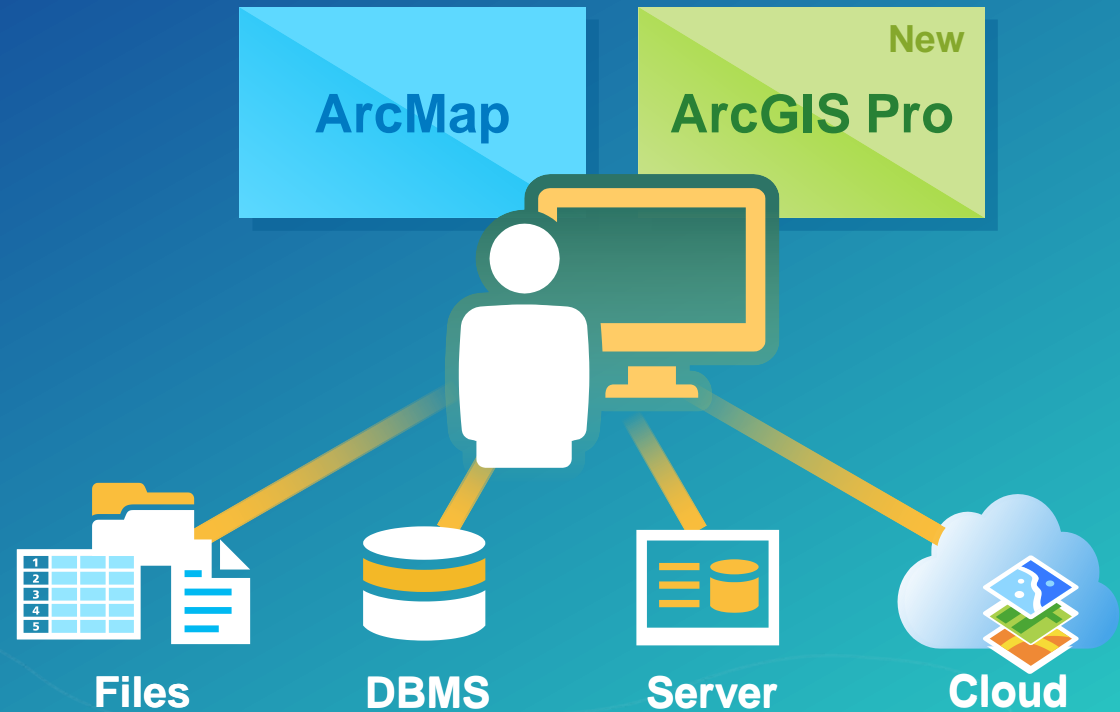 New
ArcMap
ArcGIS Pro
1
2
3
4
5
Files
DBMS
Server
Cloud